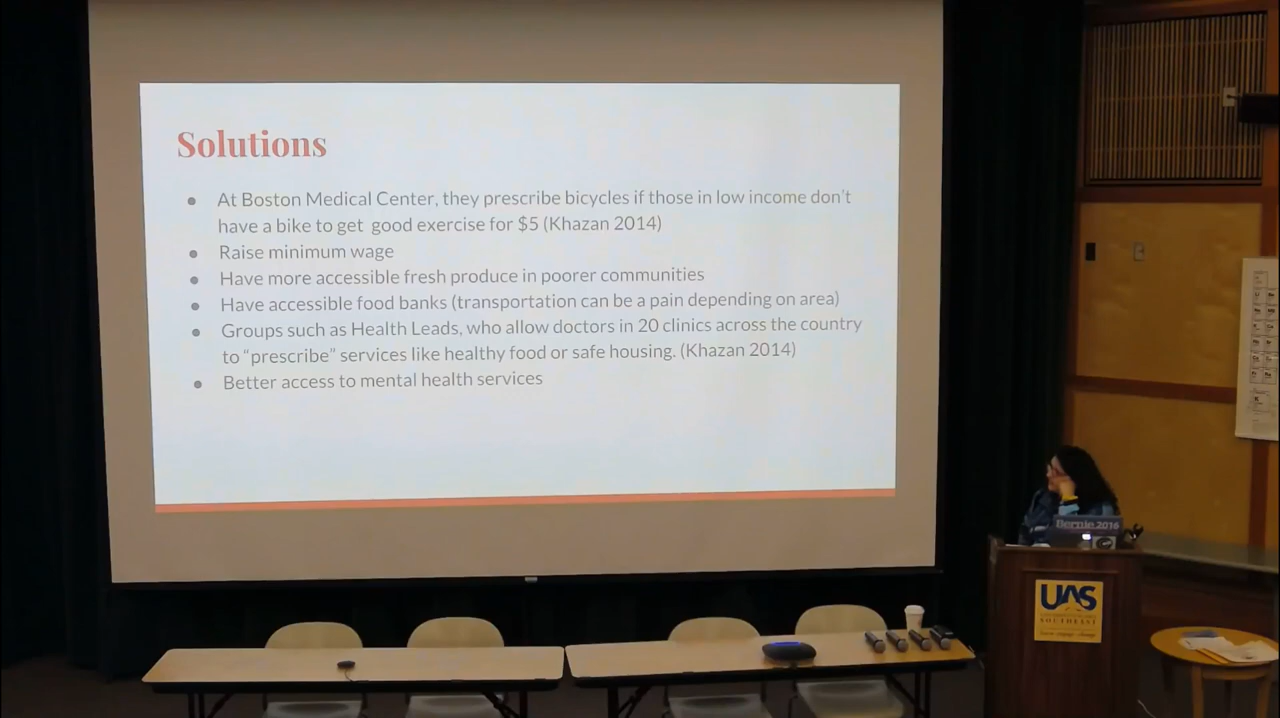 Solutions
● At Boston Medical Center, they prescribe bicycles if those in low income don't
have a bike to get good exercise for $5 (Khazan 2014)
● Raise minimum wage
● Have more accessible fresh produce in poorer communities
● Have accessible food banks (transportation can be a pain depending on area)
● Groups such as Health Leads, who allow doctors in 20 clinics across the country
to "prescribe" services like healthy food or safe housing. (Khazan 2014)
● Better access to mental health services
Bernie 2016
UAS
SOUTHEAST